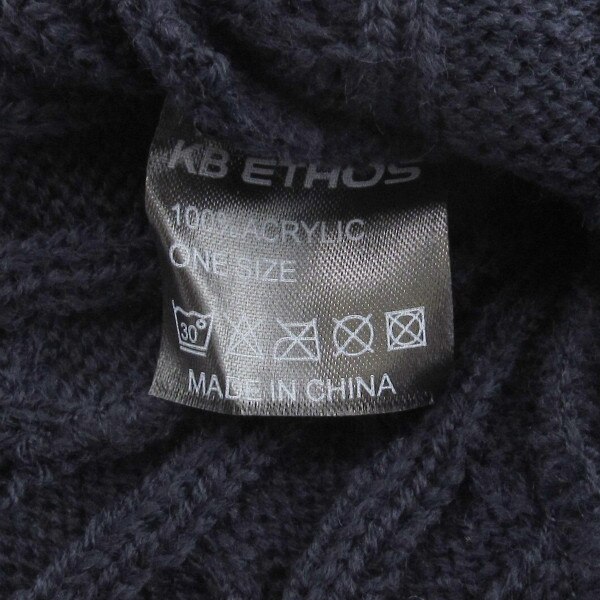 KB ETHOS
100% ACRYLIC
ONE SIZE
30°
MADE IN CHINA